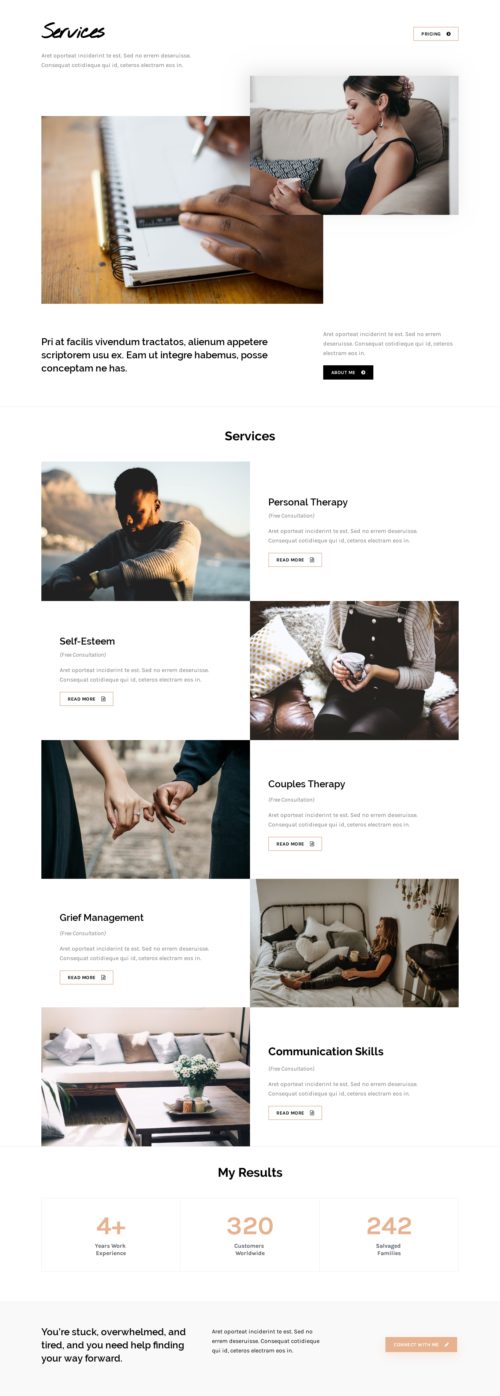 Services
PRICING
Aret oporteat inciderint te est. Sed no errem deseruisse.
Consequat cotidieque qui id, ceteros electram eos in.
Pri at facilis vivendum tractatos, alienum appetere
scriptorem usu ex. Eam ut integre habemus, posse
conceptam ne has.
Aret oporteat inciderint te est. Sed no errem
deseruisse. Consequat cotidieque qui id, ceteros
electram eos in.
ABOUT ME
Services
Personal Therapy
(Free Consultation)
Aret oporteat inciderint te est. Sed no errem deseruisse.
Consequat cotidieque qui id, ceteros electram eos in.
READ MORE
Self-Esteem
(Free Consultation)
Aret oporteat inciderint te est. Sed no errem deseruisse.
Consequat cotidieque qui id, ceteros electram eos in.
READ MORE
Couples Therapy
(Free Consultation)
Aret oporteat inciderint te est. Sed no errem deseruisse.
Consequat cotidieque qui id, ceteros electram eos in.
READ MORE
Grief Management
(Free Consultation)
Aret oporteat inciderint te est. Sed no errem deseruisse.
Consequat cotidieque qui id, ceteros electram eos in.
READ MORE
Communication Skills
(Free Consultation)
Aret oporteat inciderint te est. Sed no errem deseruisse.
Consequat cotidieque qui id, ceteros electram eos in.
READ MORE
My Results
4+
Years Work
Experience
320
Customers
Worldwide
242
Salvaged
Families
You're stuck, overwhelmed, and
tired, and you need help finding
your way forward.
Aret oporteat inciderint te est. Sed no errem
deseruisse. Consequat cotidieque
qui id, ceteros electram eos in.
CONNECT WITH ME